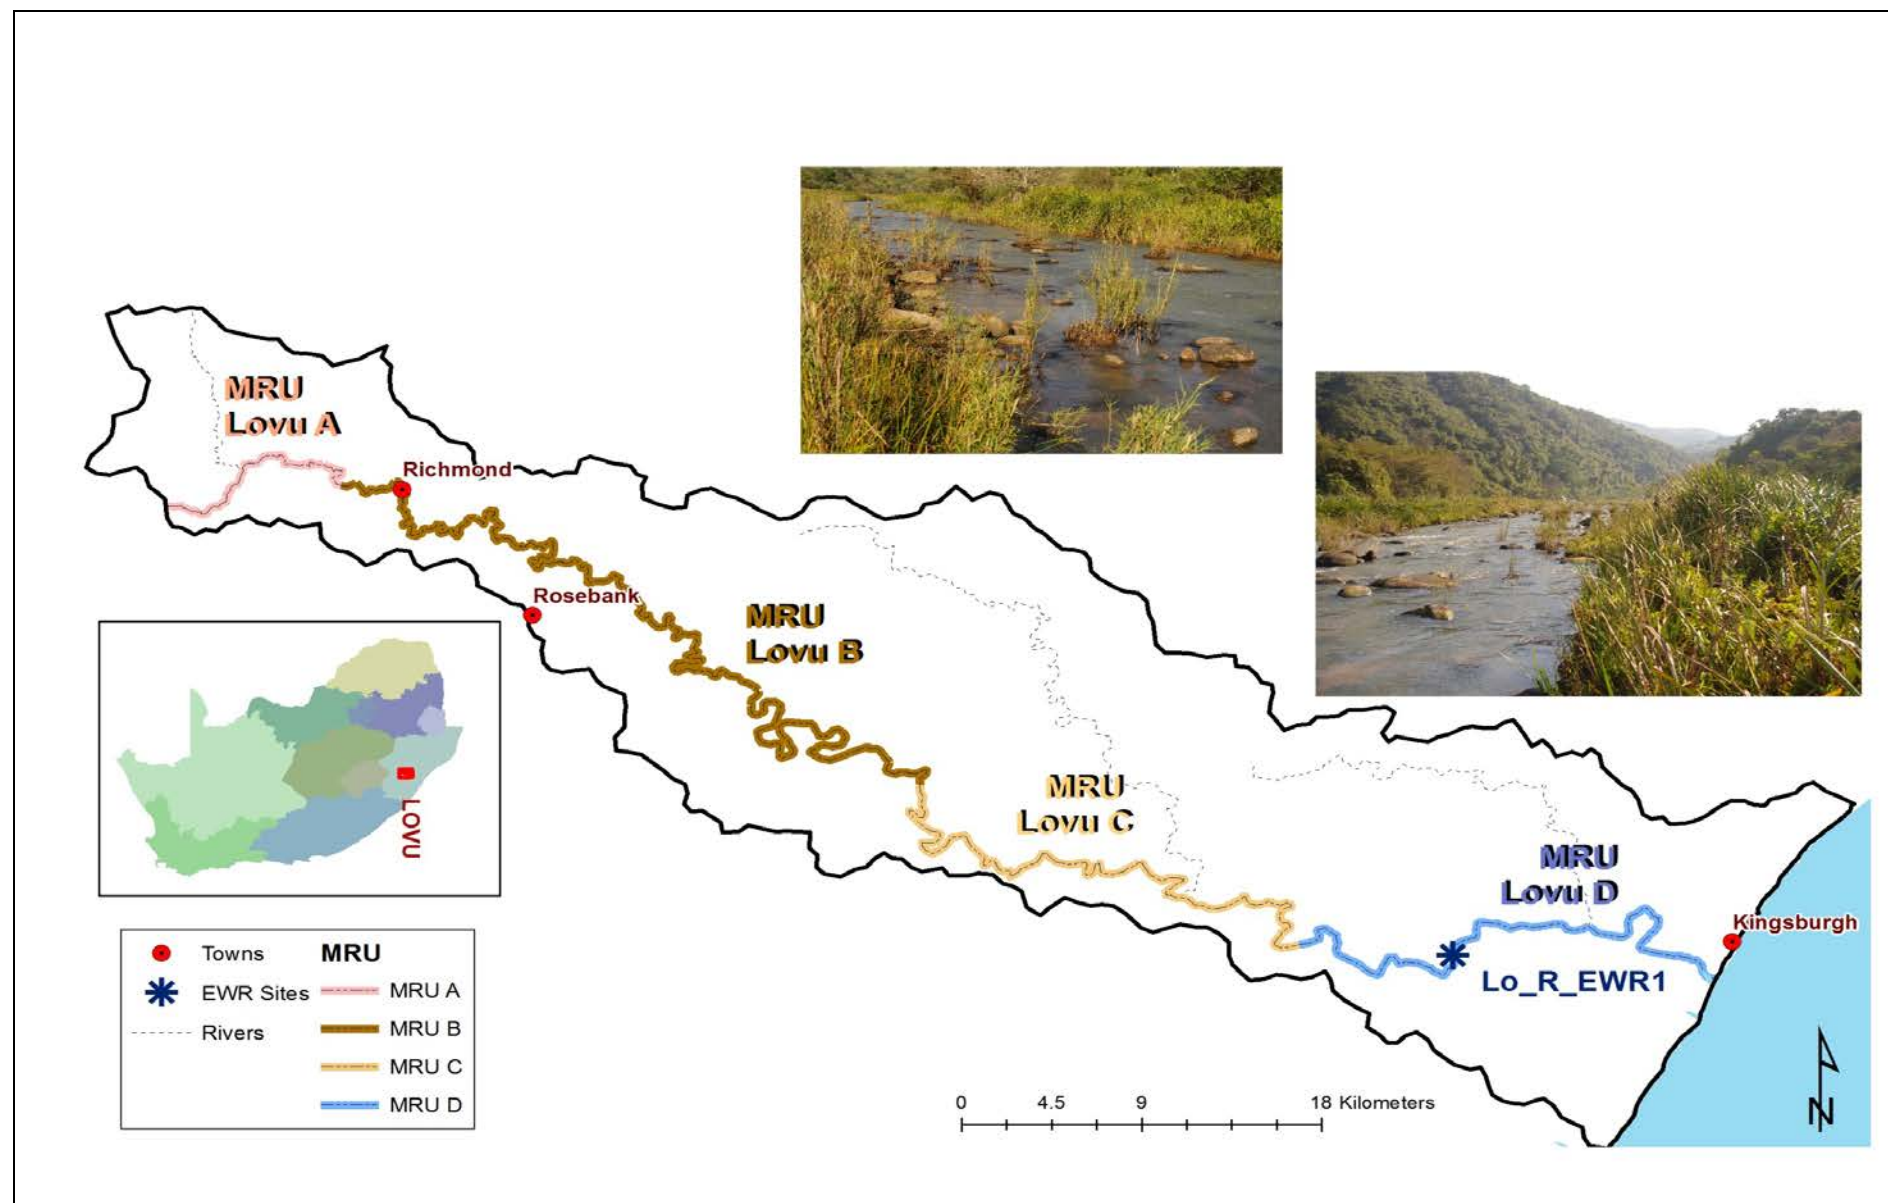 MRU
Lovu A
Richmond
Rosebank
MRU
Lovu B
MRU
Lovu C
MRU
Lovu D
Kingsburgh
Lo_R_EWR1
LOVU
Towns
EWR Sites
Rivers
MRU
MRU A
MRU B
MRU C
MRU D
0 4.5 9 18 Kilometers
N